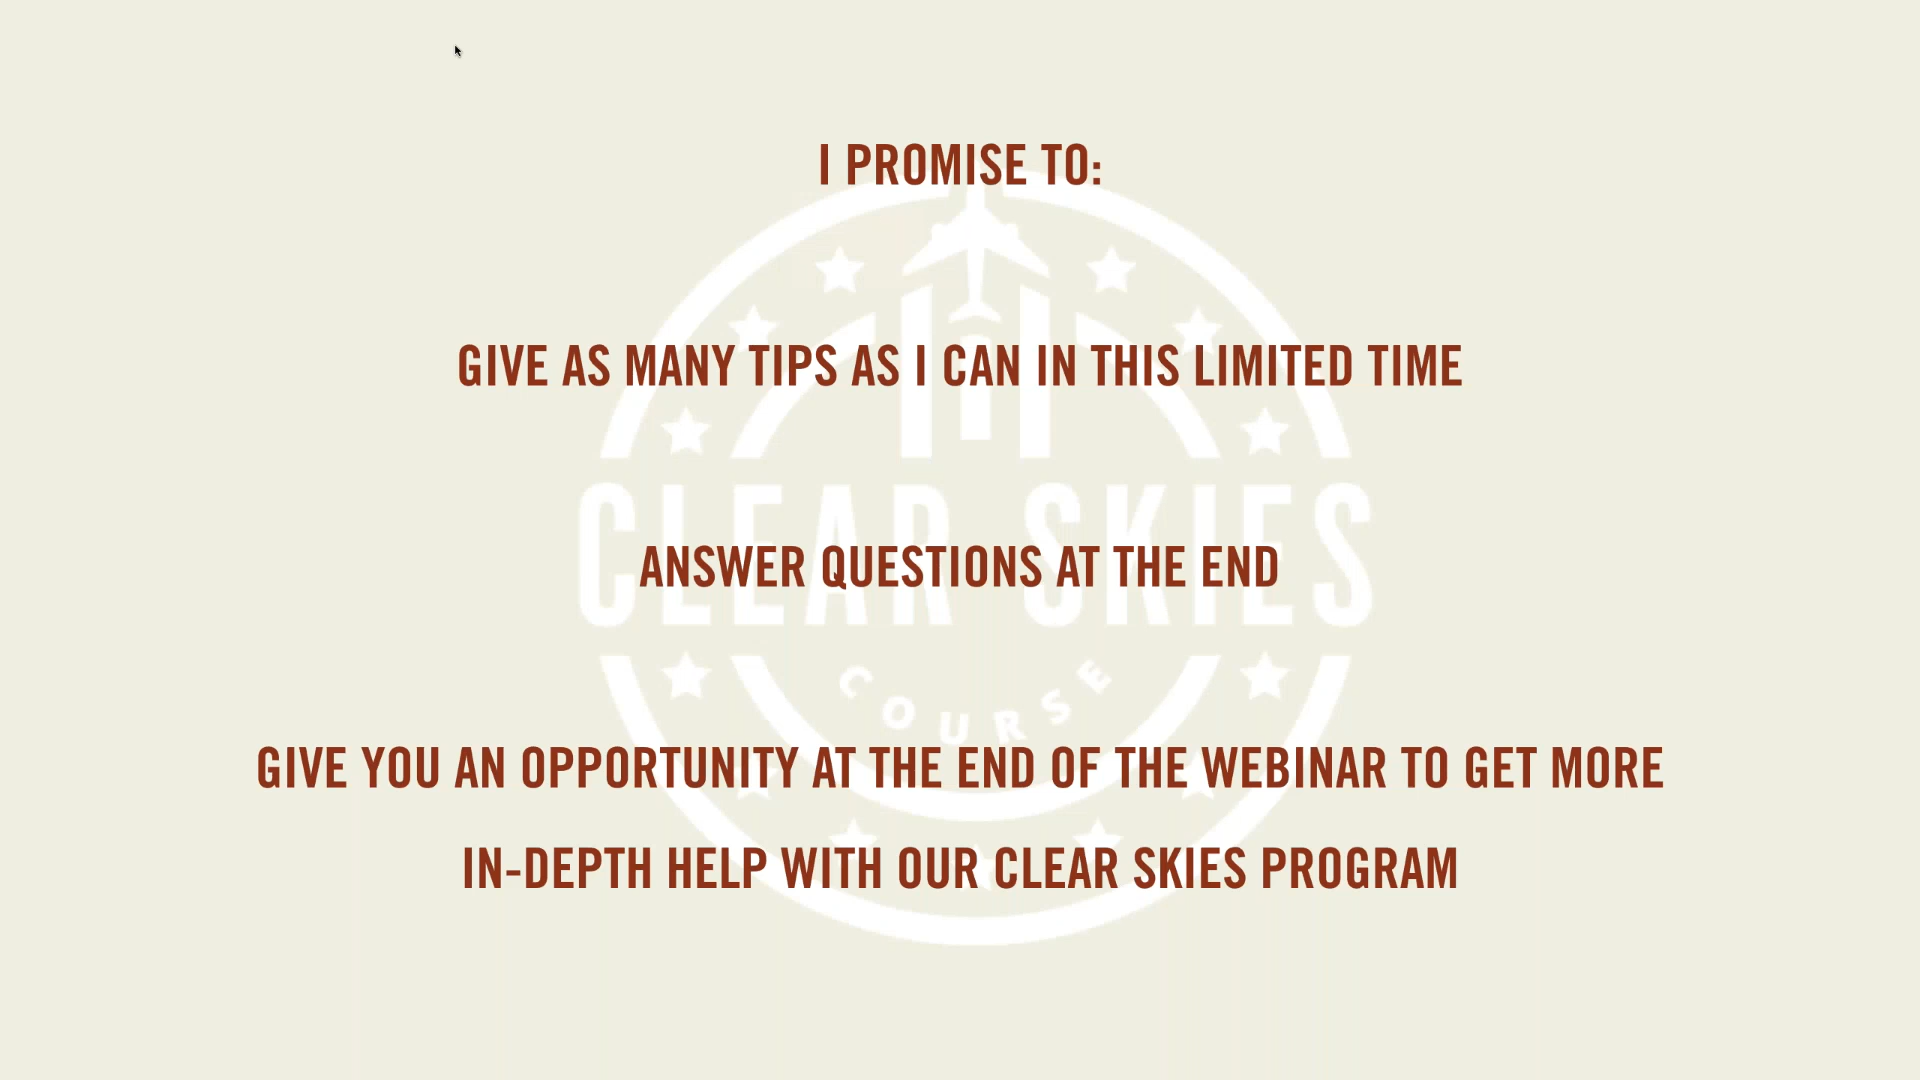 I PROMISE TO:
GIVE AS MANY TIPS AS I CAN IN THIS LIMITED TIME
CLEAR SKIES
ANSWER QUESTIONS AT THE END
COURSE
GIVE YOU AN OPPORTUNITY AT THE END OF THE WEBINAR TO GET MORE
IN-DEPTH HELP WITH OUR CLEAR SKIES PROGRAM